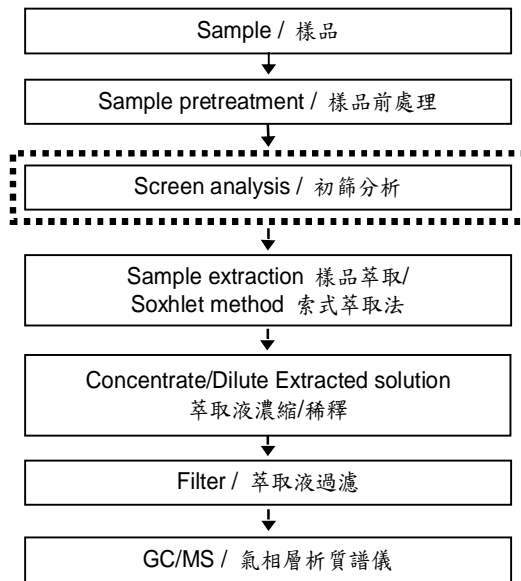 Sample / 樣品
Sample pretreatment / 樣品前處理
Screen analysis / 初篩分析
Sample extraction 樣品萃取/
Soxhlet method 索式萃取法
Concentrate/Dilute Extracted solution
萃取液濃縮/稀釋
Filter / 萃取液過濾
GC/MS / 氣相層析質譜儀